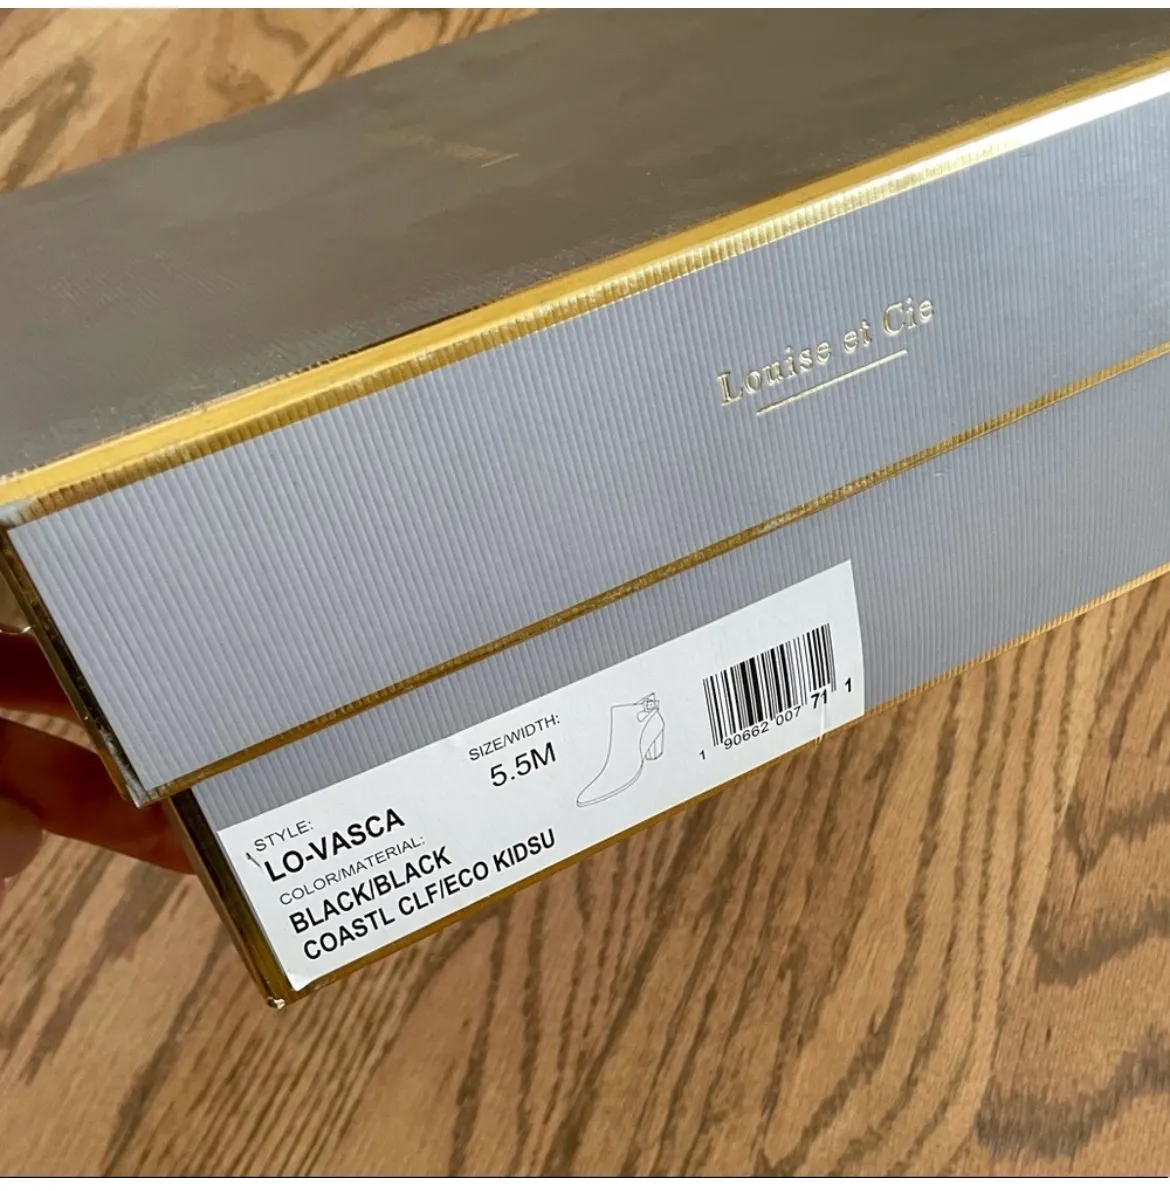 Louise et Cie
SIZE/WIDTH:
5.5M
STYLE:
LO-VASCA
COLOR/MATERIAL:
BLACK/BLACK
COASTL CLF/ECO KIDSU
1 90662 007 71 1